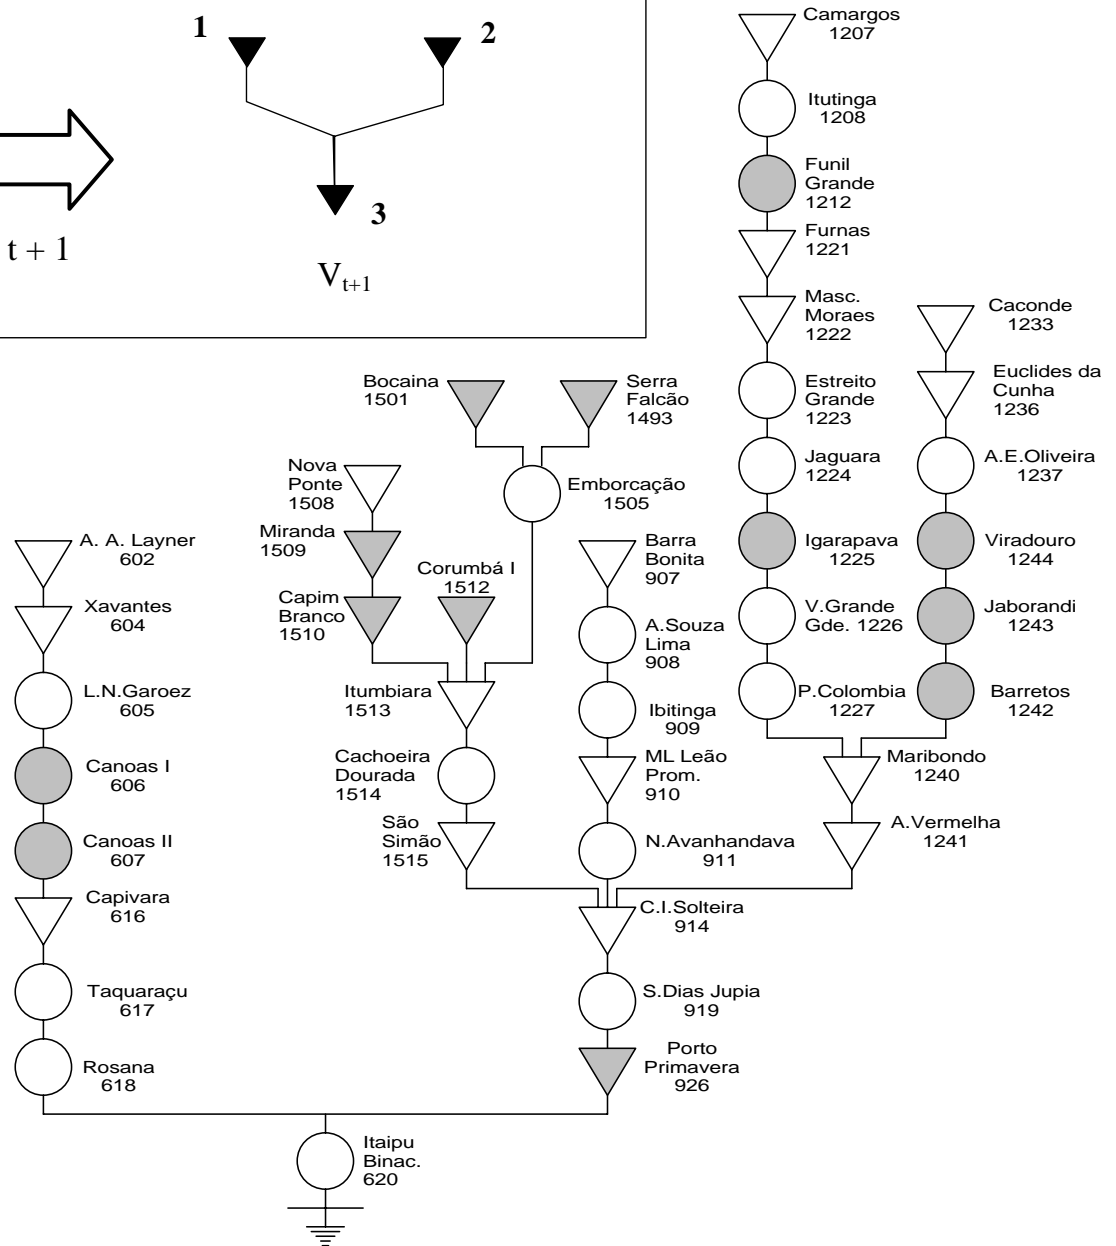 1
2
3
t + 1
V_{t+1}
Camargos
1207
Itutinga
1208
Funil
Grande
1212
Furnas
1221
Masc.
Moraes
1222
Caconde
1233
Estreito
Grande
1223
Euclides da
Cunha
1236
Bocaina
1501
Serra
Falcão
1493
Jaguara
1224
A.E.Oliveira
1237
Nova
Ponte
1508
Emborcação
1505
A. A. Layner
602
Miranda
1509
Barra
Bonita
907
Igarapava
1225
Viradouro
1244
Xavantes
604
Capim
Branco
1510
Corumbá I
1512
A.Souza
Lima
908
V.Grande
Gde. 1226
Jaborandi
1243
L.N.Garoez
605
Itumbiara
1513
Ibitinga
909
P.Colombia
1227
Barretos
1242
Canoas I
606
Cachoeira
Dourada
1514
ML Leão
Prom.
910
Maribondo
1240
Canoas II
607
São
Simão
1515
N.Avanhandava
911
A.Vermelha
1241
Capivara
616
C.I.Solteira
914
Taquaraçu
617
S.Dias Jupia
919
Rosana
618
Porto
Primavera
926
Itaipu
Binac.
620